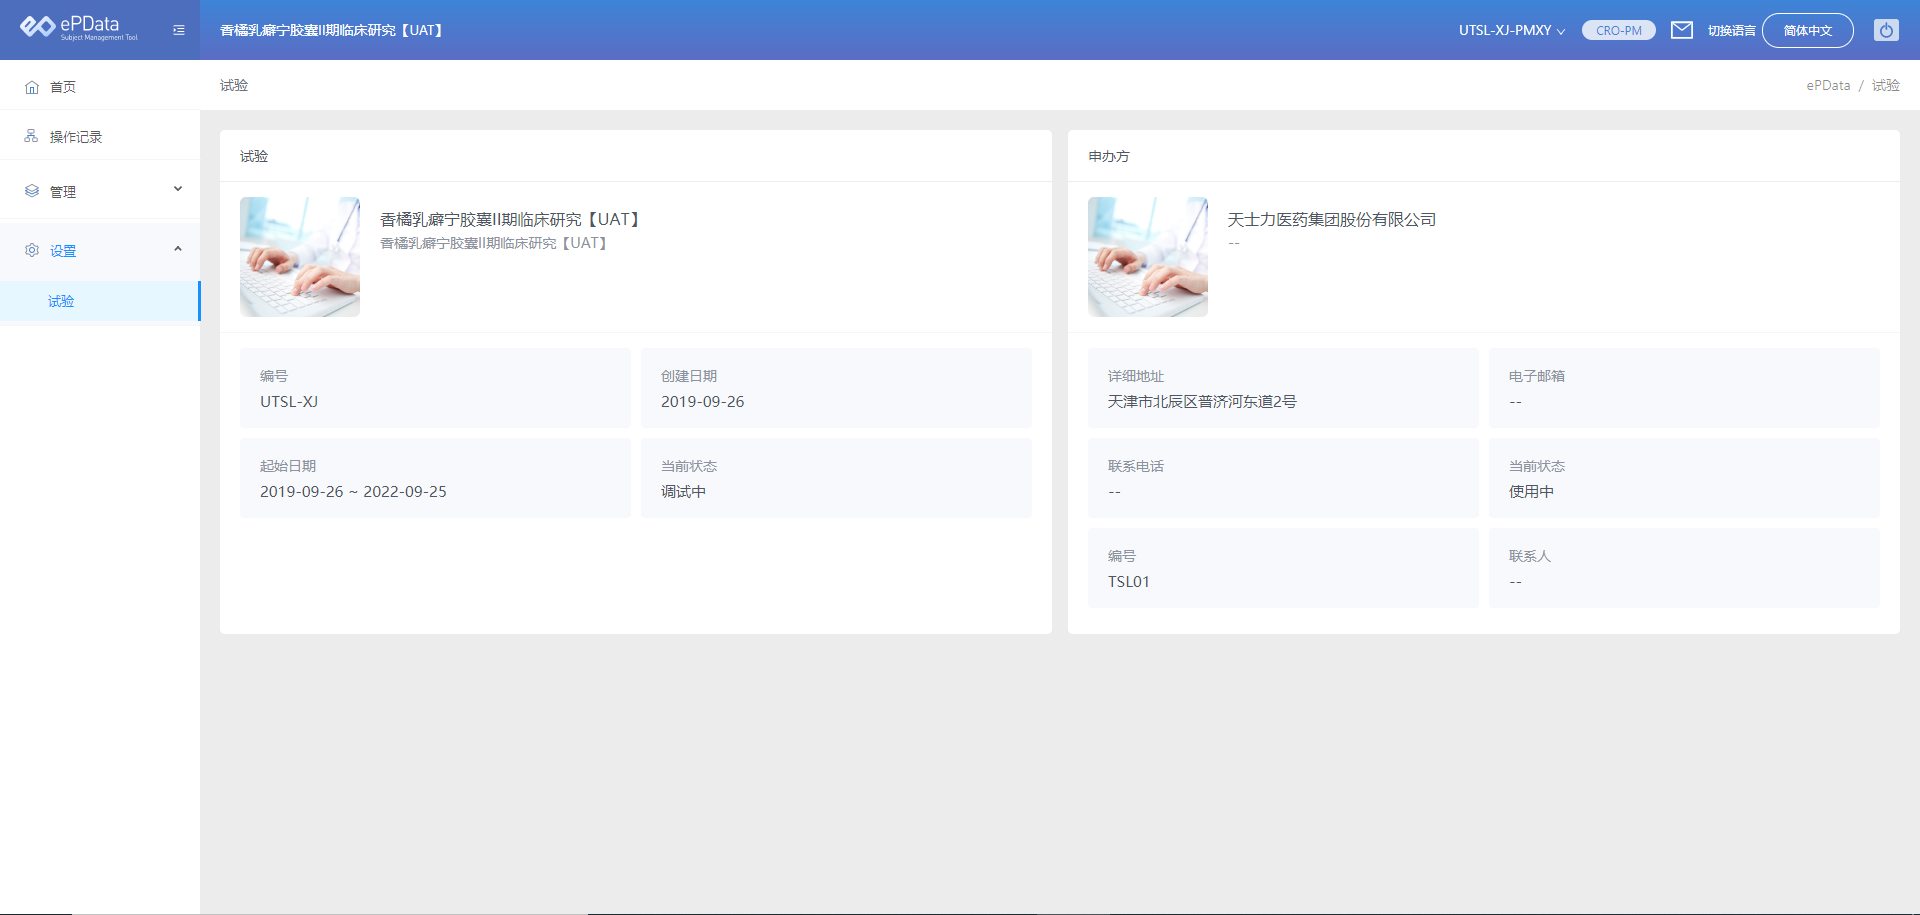 ePData
Subject Management Tool
香橘乳癖宁胶囊II期临床研究【UAT】
UTSL-XJ-PMXY
CRO-PM
切换语言
简体中文
首页
操作记录
管理
设置
试验
试验
ePData / 试验
试验
香橘乳癖宁胶囊II期临床研究【UAT】
香橘乳癖宁胶囊II期临床研究【UAT】
编号
UTSL-XJ
创建日期
2019-09-26
起始日期
2019-09-26 ~ 2022-09-25
当前状态
调试中
申办方
天士力医药集团股份有限公司
--
详细地址
天津市北辰区普济河东道2号
电子邮箱
--
联系电话
--
当前状态
使用中
编号
TSL01
联系人
--